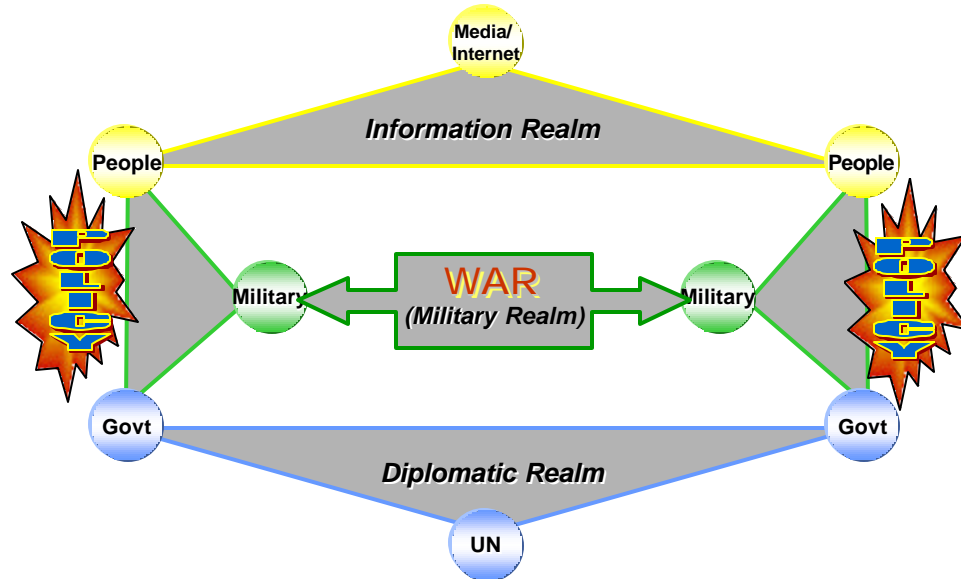 Media/
Internet
Information Realm
People
People
Military
WAR
(Military Realm)
Military
Govt
Govt
Diplomatic Realm
UN